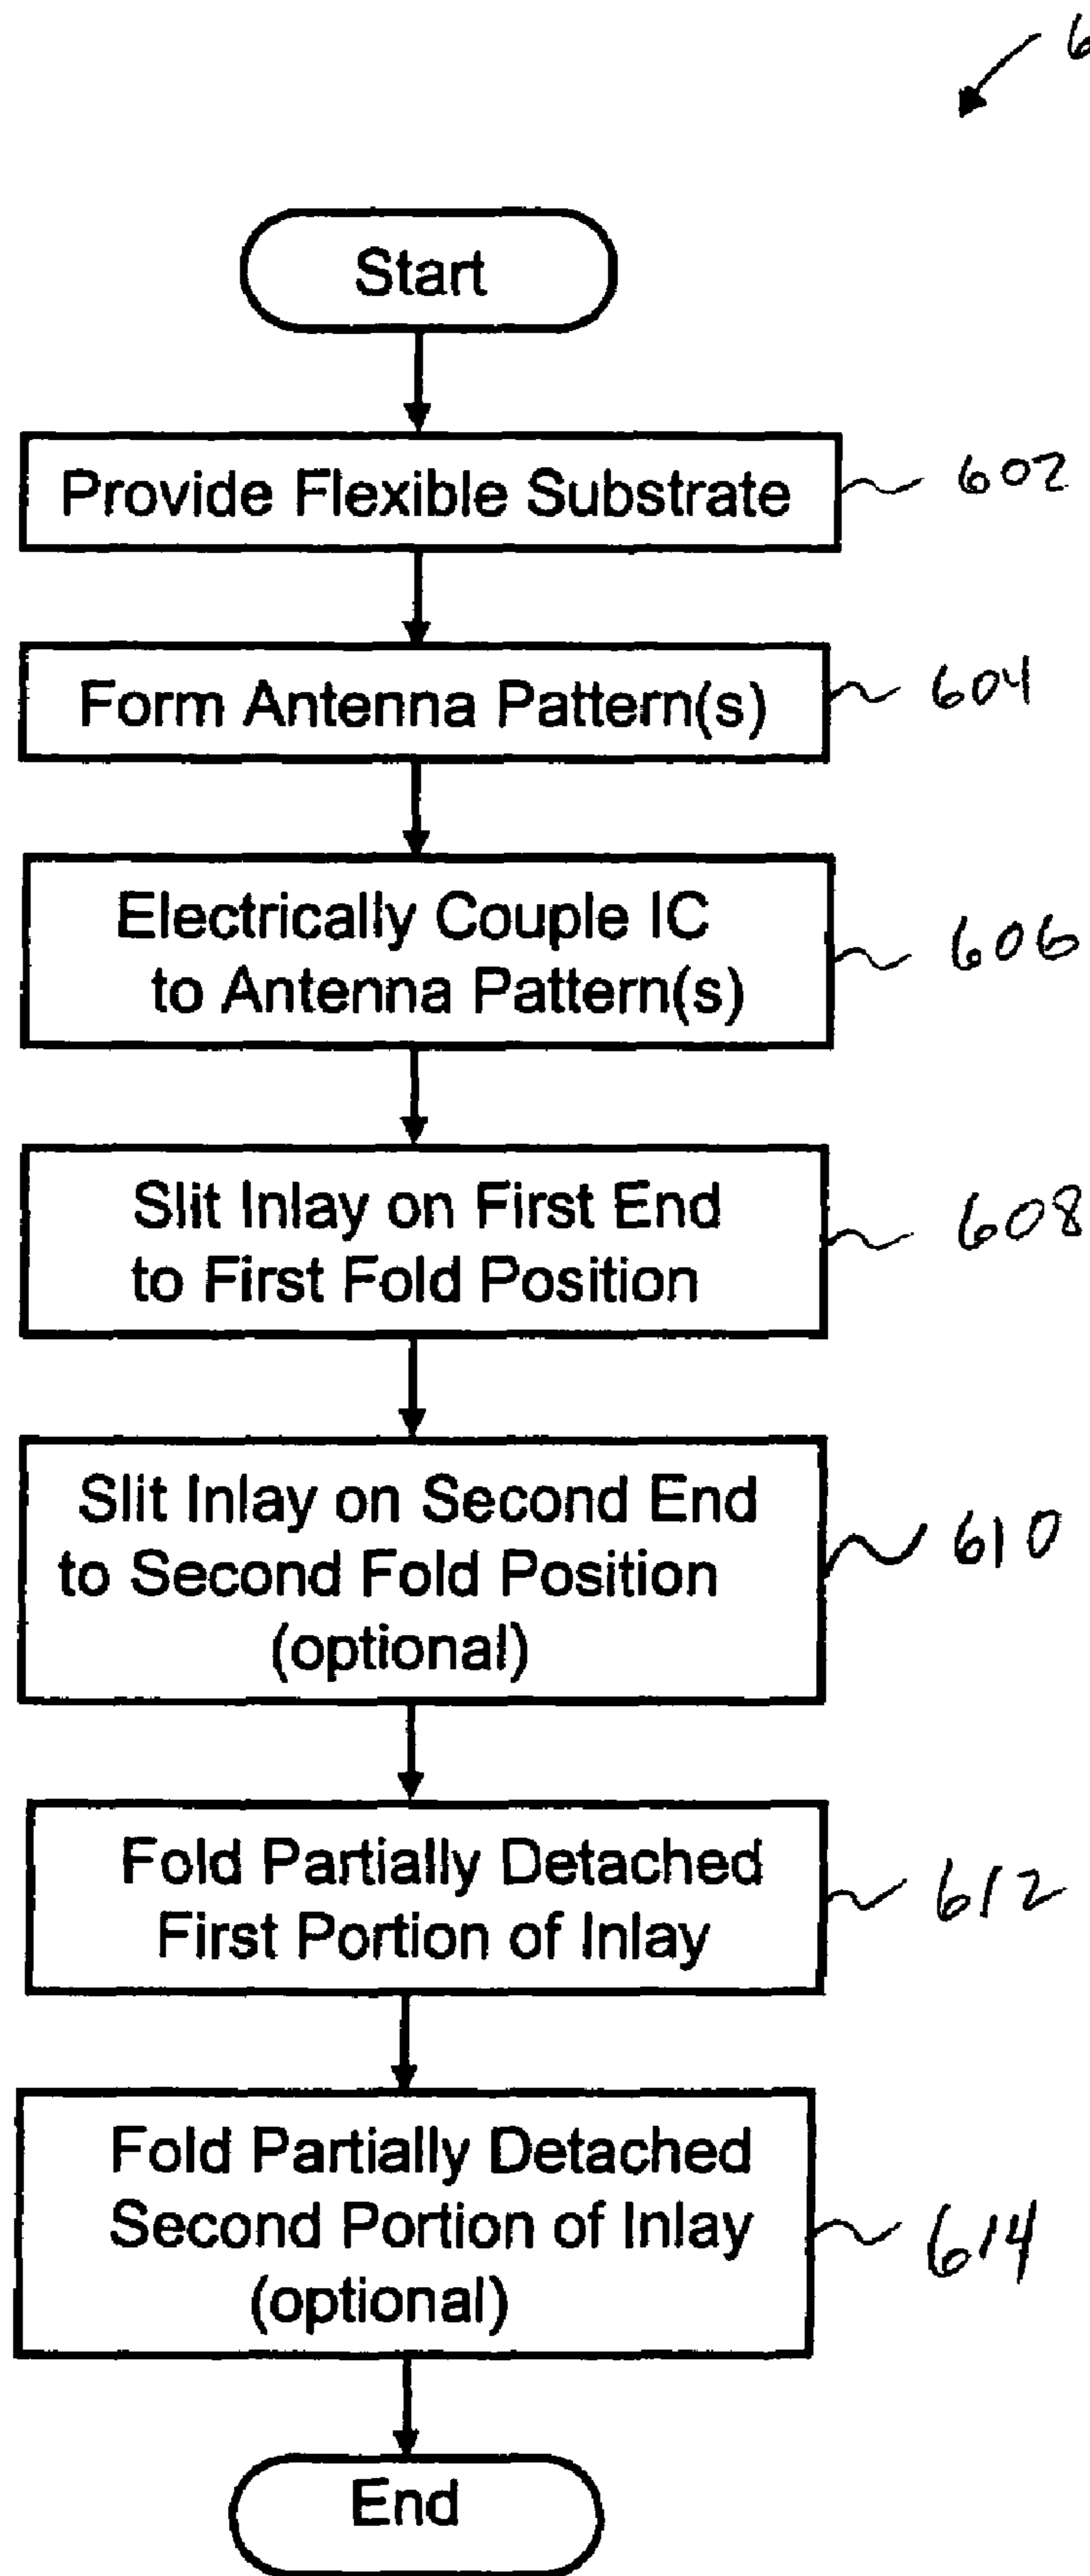 6
Start
Provide Flexible Substrate
602
Form Antenna Pattern(s)
604
Electrically Couple IC
to Antenna Pattern(s)
606
Slit Inlay on First End
to First Fold Position
608
Slit Inlay on Second End
to Second Fold Position
(optional)
610
Fold Partially Detached
First Portion of Inlay
612
Fold Partially Detached
Second Portion of Inlay
(optional)
614
End